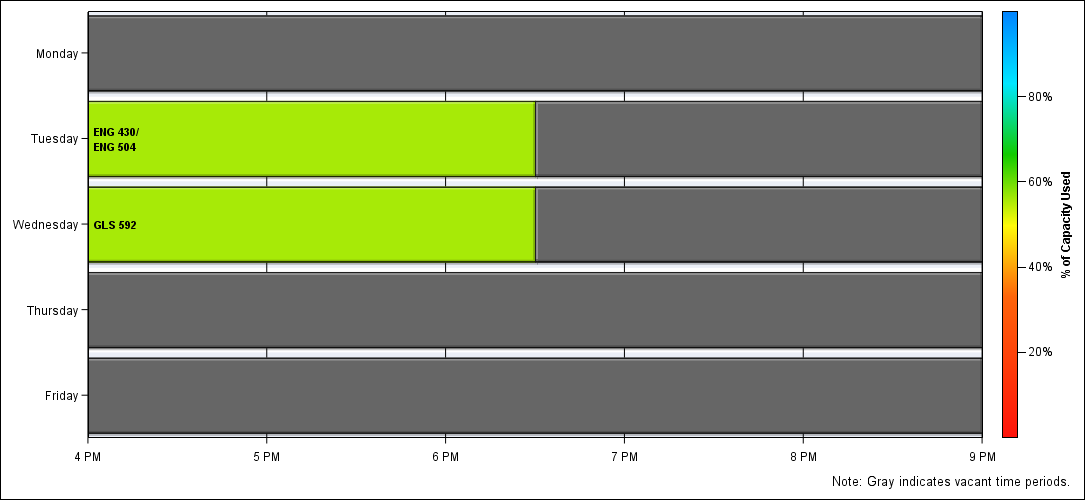 Monday
Tuesday
ENG 430/
ENG 504
Wednesday
GLS 592
Thursday
Friday
4 PM
5 PM
6 PM
7 PM
8 PM
9 PM
80%
60%
40%
20%
% of Capacity Used
Note: Gray indicates vacant time periods.